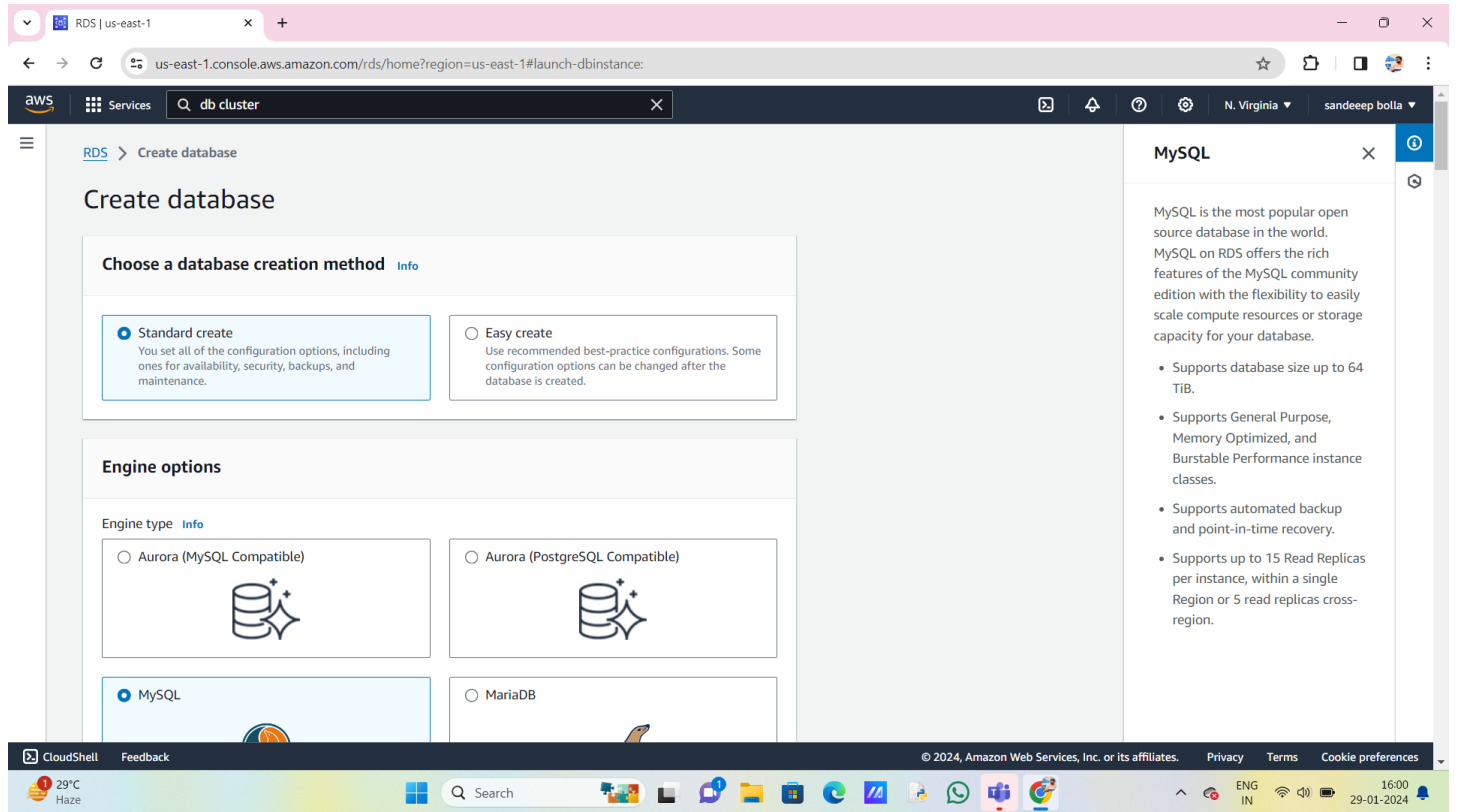 RDS | us-east-1
us-east-1.console.aws.amazon.com/rds/home?region=us-east-1#launch-dbinstance:
aws
Services
db cluster
N. Virginia
sandeeep bolla
RDS
Create database
Create database
Choose a database creation method Info
Standard create
You set all of the configuration options, including
ones for availability, security, backups, and
maintenance.
Easy create
Use recommended best-practice configurations. Some
configuration options can be changed after the
database is created.
Engine options
Engine type Info
Aurora (MySQL Compatible)
Aurora (PostgreSQL Compatible)
MySQL
MariaDB
MySQL
MySQL is the most popular open
source database in the world.
MySQL on RDS offers the rich
features of the MySQL community
edition with the flexibility to easily
scale compute resources or storage
capacity for your database.
• Supports database size up to 64
TiB.
• Supports General Purpose,
Memory Optimized, and
Burstable Performance instance
classes.
• Supports automated backup
and point-in-time recovery.
• Supports up to 15 Read Replicas
per instance, within a single
Region or 5 read replicas cross-
region.
CloudShell
Feedback
© 2024, Amazon Web Services, Inc. or its affiliates.
Privacy
Terms
Cookie preferences
1
29°C
Haze
Search
1
ENG
IN
16:00
29-01-2024